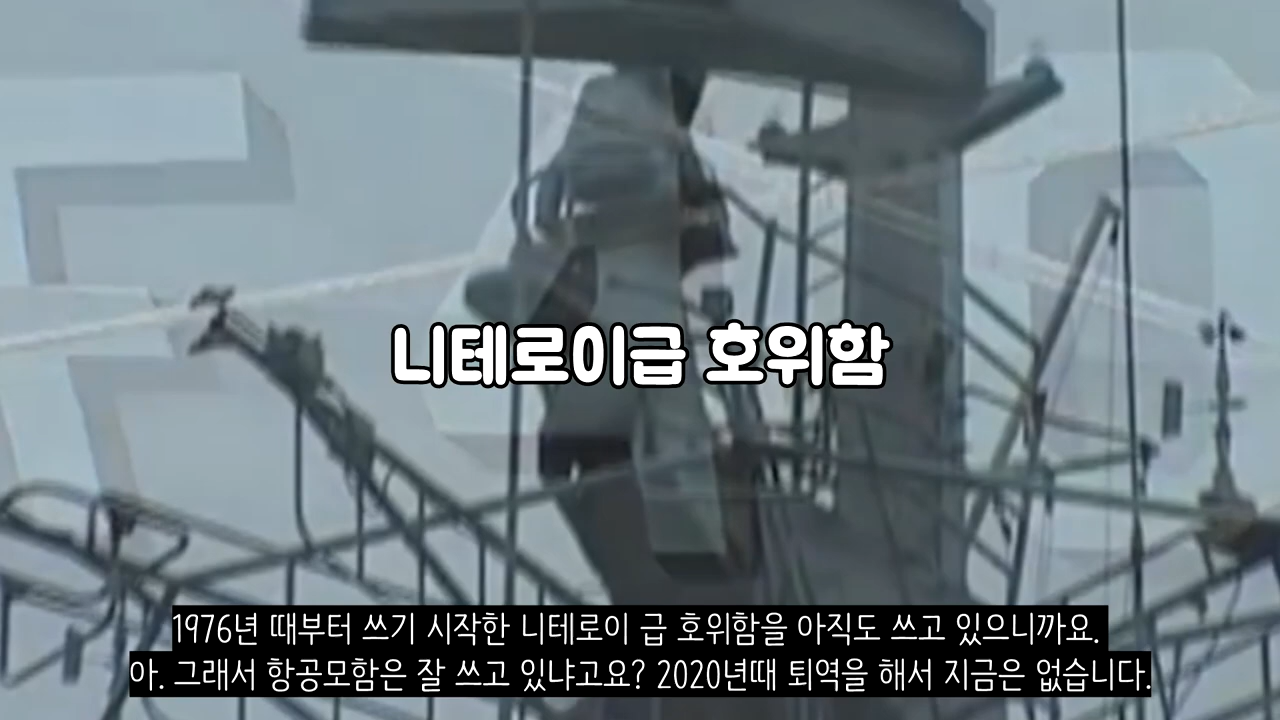 니테로이급 호위함
1976년 때부터 쓰기 시작한 니테로이 급 호위함을 아직도 쓰고 있으니까요.
아. 그래서 항공모함은 잘 쓰고 있냐고요? 2020년때 퇴역을 해서 지금은 없습니다.